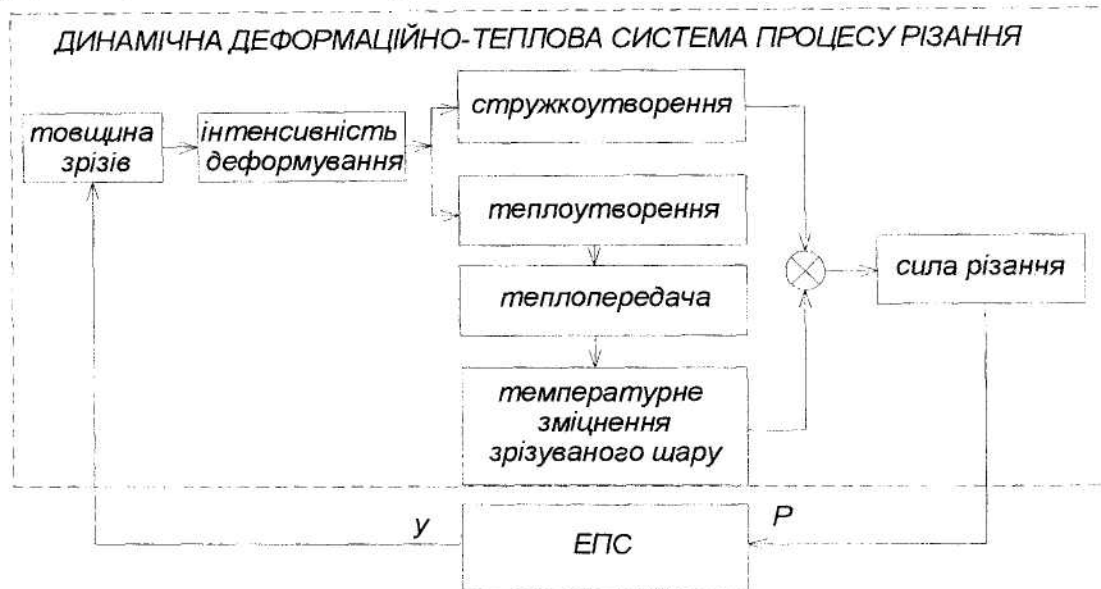 ДИНАМІЧНА ДЕФОРМАЦІЙНО-ТЕПЛОВА СИСТЕМА ПРОЦЕСУ РІЗАННЯ
товщина
зрізів
інтенсивність
деформування
стружкоутворення
теплоутворення
теплопередача
температурне
зміцнення
зрізуваного шару
сила різання
у
ЕПС
Р